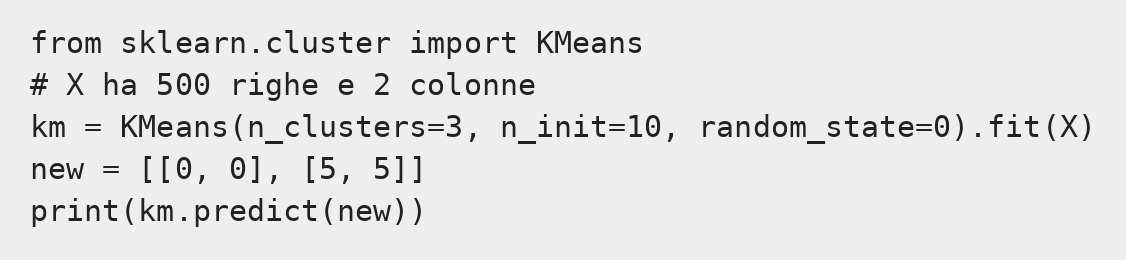 from sklearn.cluster import KMeans
# X ha 500 righe e 2 colonne
km = KMeans(n_clusters=3, n_init=10, random_state=0).fit(X)
new = [[0, 0], [5, 5]]
print(km.predict(new))